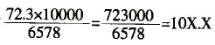 72.3×10000/6578 = 723000/6578 = 10X.X